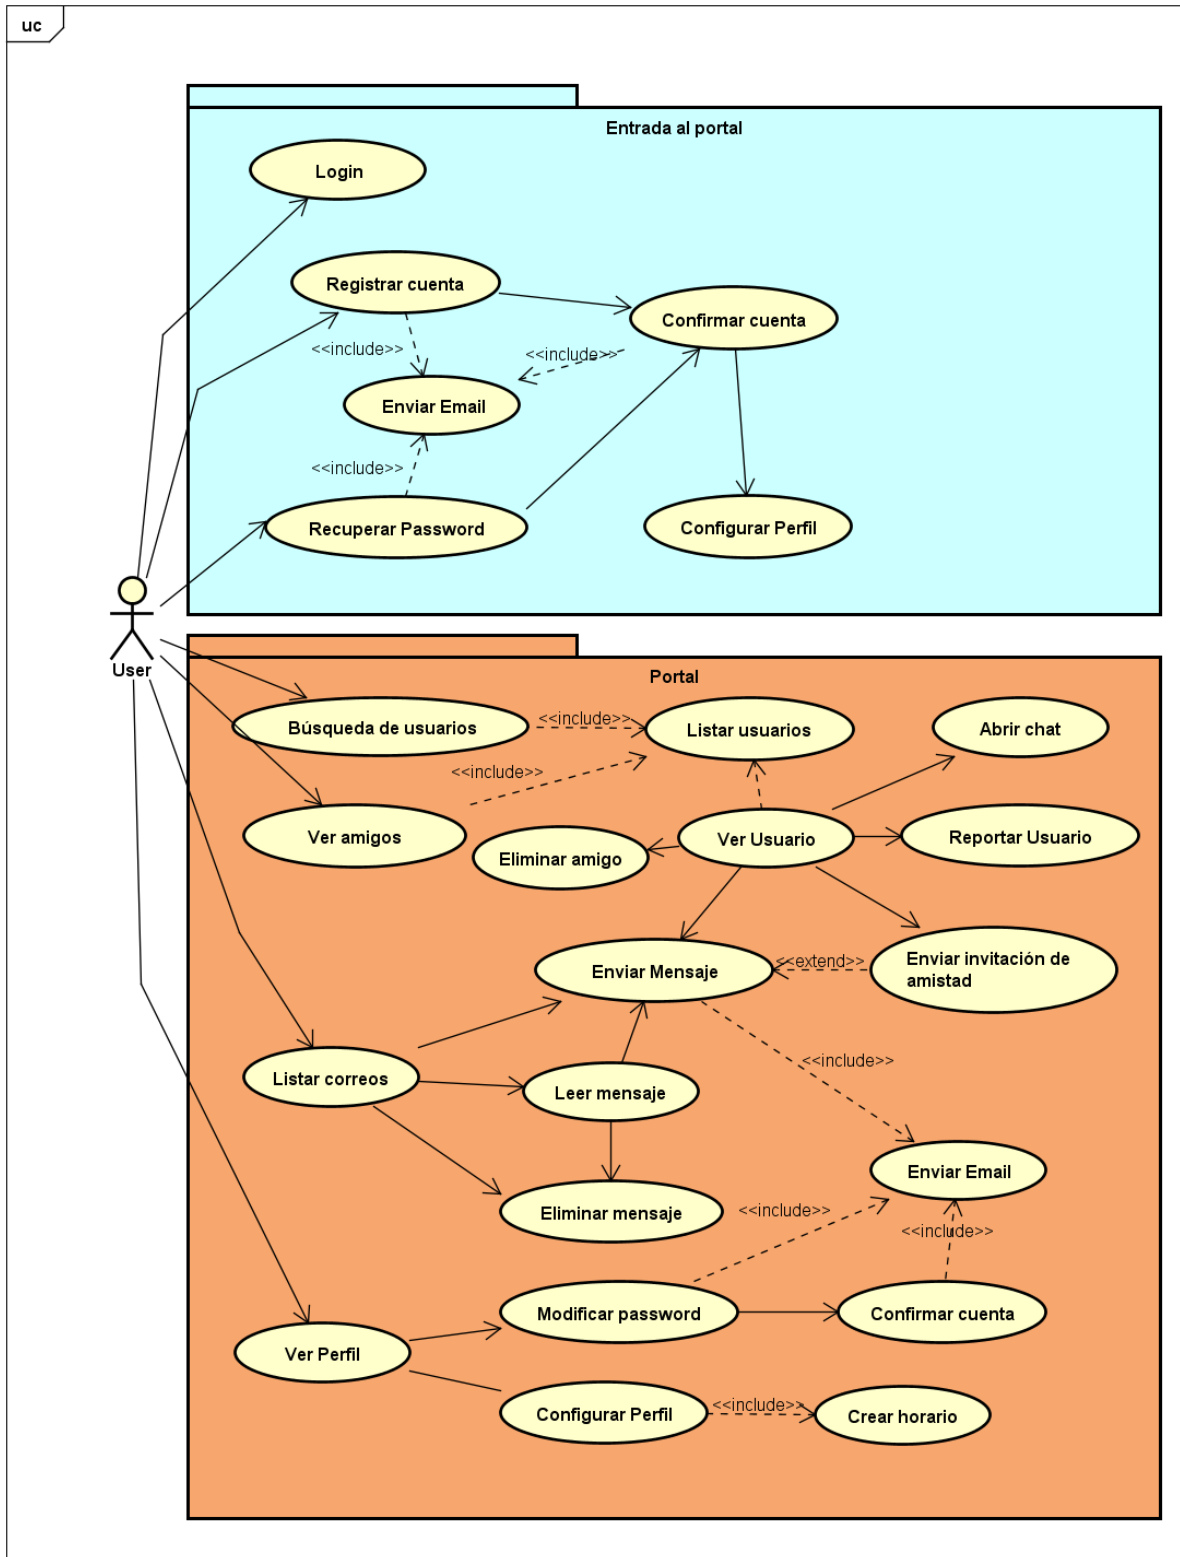 uc
Entrada al portal
Login
Registrar cuenta
Confirmar cuenta
<<include>>
<<include>>
Enviar Email
<<include>>
Recuperar Password
Configurar Perfil
User
Portal
Búsqueda de usuarios
<<include>>
Listar usuarios
Abrir chat
<<include>>
Ver amigos
Eliminar amigo
Ver Usuario
Reportar Usuario
Enviar Mensaje
<<extend>>
Enviar invitación de
amistad
<<include>>
Listar correos
Leer mensaje
Enviar Email
Eliminar mensaje
<<include>>
<<include>>
Modificar password
Confirmar cuenta
Ver Perfil
Configurar Perfil
<<include>>
Crear horario